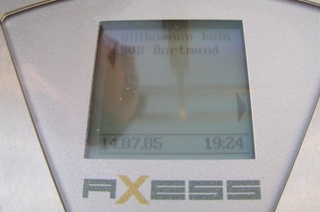 Willkommen beim
BVB Dortmund.
14.07.05 19:24
AXESS